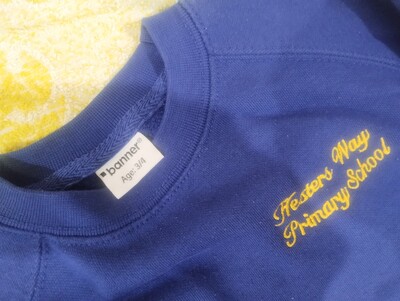 banner
Age: 3/4
Hesters Way
Primary School